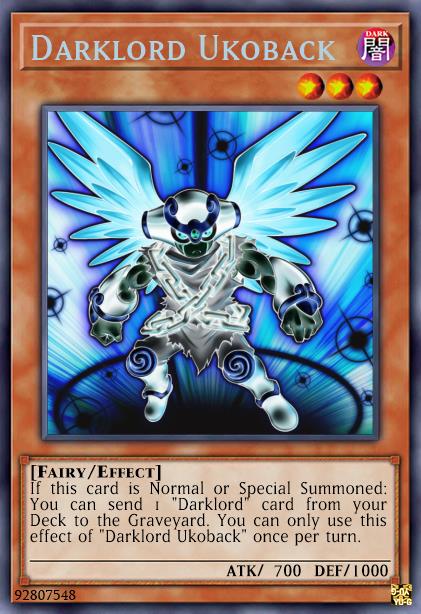 Darklord Ukoback
DARK
闇
[Fairy/Effect]
If this card is Normal or Special Summoned:
You can send 1 "Darklord" card from your
Deck to the Graveyard. You can only use this
effect of "Darklord Ukoback" once per turn.
ATK/ 700 DEF/1000
92807548